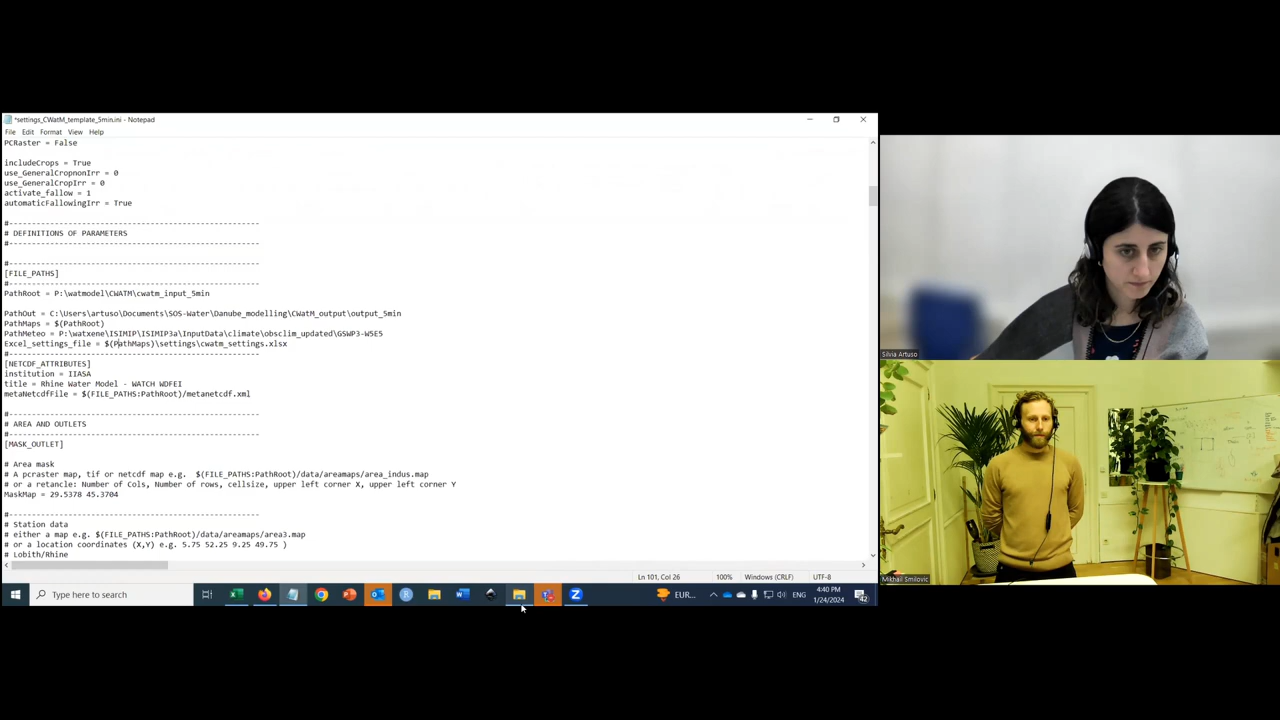 *settings_CWatM_template_5min.ini - Notepad
File Edit Format View Help
PCRaster = False
includeCrops = True
use_GeneralCropnonIrr = 0
use_GeneralCropIrr = 0
activate_fallow = 1
automaticFallowingIrr = True
#-------------------------------------------------------
# DEFINITIONS OF PARAMETERS
#-------------------------------------------------------
#-------------------------------------------------------
[FILE_PATHS]
#-------------------------------------------------------
PathRoot = P:\watmodel\CWATM\cwatm_input_5min
PathOut = C:\Users\artuso\Documents\SOS-Water\Danube_modelling\CWatM_output\output_5min
PathMaps = $(PathRoot)
PathMeteo = P:\watxene\ISIMIP\ISIMIP3a\InputData\climate\obsclim_updated\GSWP3-W5E5
Excel_settings_file = $(PathMaps)\settings\cwatm_settings.xlsx
#-------------------------------------------------------
[NETCDF_ATTRIBUTES]
institution = IIASA
title = Rhine Water Model - WATCH WDFEI
metaNetcdfFile = $(FILE_PATHS:PathRoot)/metanetcdf.xml
#-------------------------------------------------------
# AREA AND OUTLETS
#-------------------------------------------------------
[MASK_OUTLET]
# Area mask
# A pcraster map, tif or netcdf map e.g.  $(FILE_PATHS:PathRoot)/data/areamaps/area_indus.map
# or a retancle: Number of Cols, Number of rows, cellsize, upper left corner X, upper left corner Y
MaskMap = 29.5378 45.3704
#-------------------------------------------------------
# Station data
# either a map e.g. $(FILE_PATHS:PathRoot)/data/areamaps/area3.map
# or a location coordinates (X,Y) e.g. 5.75 52.25 9.25 49.75 )
# Lobith/Rhine
Ln 101, Col 26 100% Windows (CRLF) UTF-8
Type here to search
EUR...
ENG
4:40 PM
1/24/2024
42
Silvia Artuso
Mikhail Smilovic